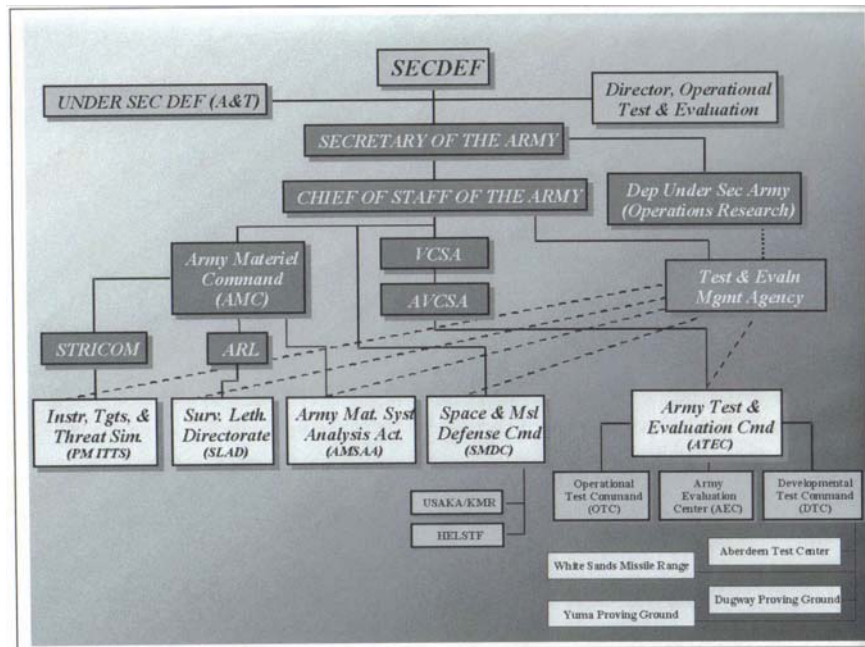 SECDEF
UNDER SEC DEF (A&T)
Director, Operational
Test & Evaluation
SECRETARY OF THE ARMY
CHIEF OF STAFF OF THE ARMY
Dep Under Sec Army
(Operations Research)
Army Materiel
Command
(AMC)
VCSA
AVCSA
Test & Evaln
Mgmt Agency
STRICOM
ARL
Instr, Tgts, &
Threat Sim.
(PM ITTS)
Surv. Leth.
Directorate
(SLAD)
Army Mat. Syst
Analysis Act.
(AMSAA)
Space & Msl
Defense Cmd
(SMDC)
Army Test &
Evaluation Cmd
(ATEC)
USAKA/KMR
HELSTF
Operational
Test Command
(OTC)
Army
Evaluation
Center (AEC)
Developmental
Test Command
(DTC)
White Sands Missile Range
Aberdeen Test Center
Yuma Proving Ground
Dugway Proving Ground